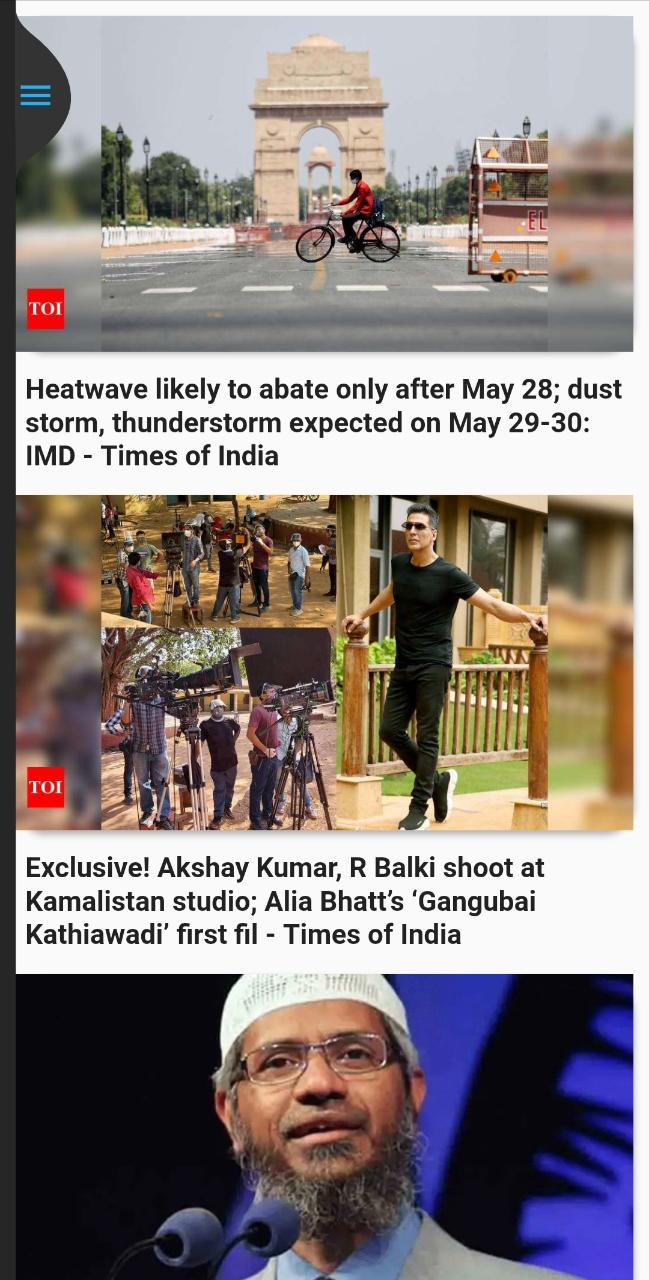 EL
TOI
Heatwave likely to abate only after May 28; dust
storm, thunderstorm expected on May 29-30:
IMD - Times of India
TOI
Exclusive! Akshay Kumar, R Balki shoot at
Kamalistan studio; Alia Bhatt’s ‘Gangubai
Kathiawadi’ first fil - Times of India